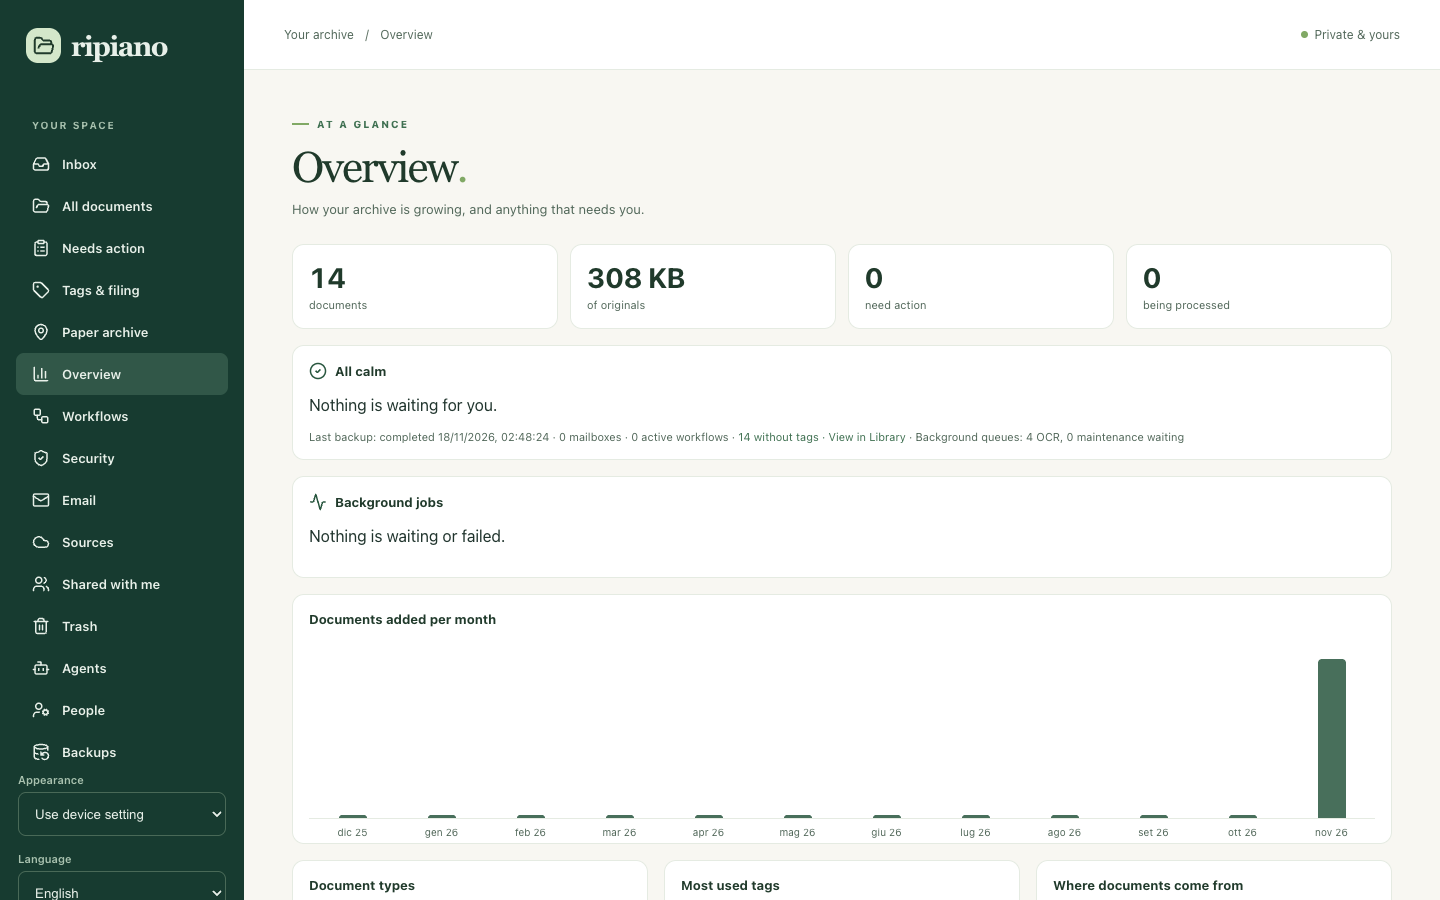 ripiano
Your archive / Overview
Private & yours
YOUR SPACE
Inbox
All documents
Needs action
Tags & filing
Paper archive
Overview
Workflows
Security
Email
Sources
Shared with me
Trash
Agents
People
Backups
Appearance
Use device setting
Language
English
AT A GLANCE
Overview.
How your archive is growing, and anything that needs you.
14
documents
308 KB
of originals
0
need action
0
being processed
All calm
Nothing is waiting for you.
Last backup: completed 18/11/2026, 02:48:24 · 0 mailboxes · 0 active workflows · 14 without tags · View in Library · Background queues: 4 OCR, 0 maintenance waiting
Background jobs
Nothing is waiting or failed.
Documents added per month
dic 25 gen 26 feb 26 mar 26 apr 26 mag 26 giu 26 lug 26 ago 26 set 26 ott 26 nov 26
Document types
Most used tags
Where documents come from